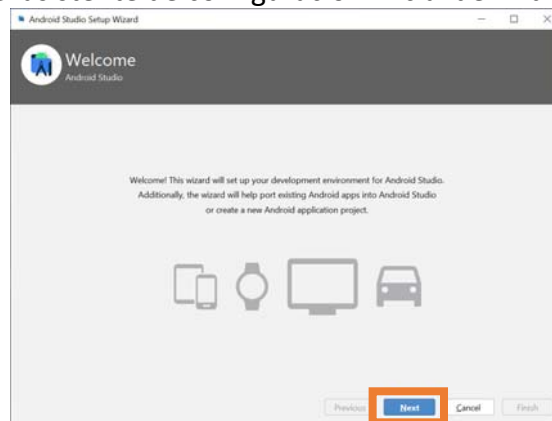 Android Studio Setup Wizard
Welcome
Android Studio
Welcome! This wizard will set up your development environment for Android Studio.
Additionally, the wizard will help port existing Android apps into Android Studio
or create a new Android application project.
Previous Next Cancel Finish